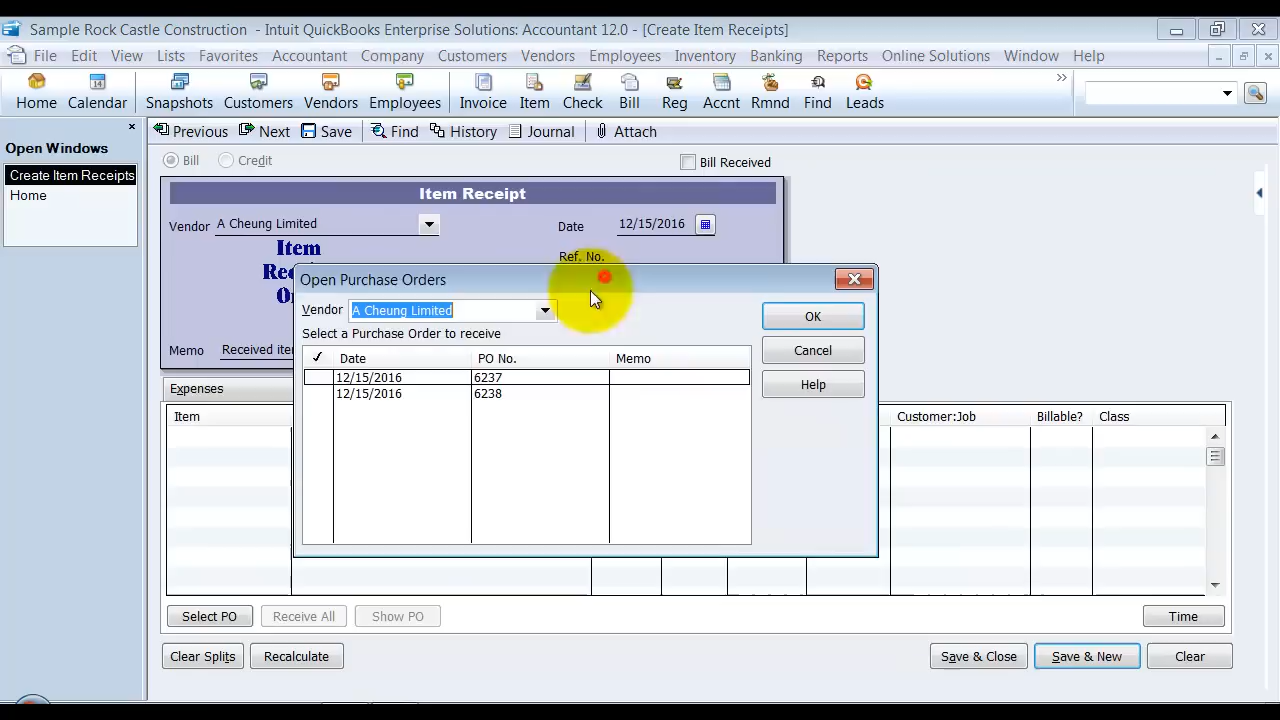 Sample Rock Castle Construction - Intuit QuickBooks Enterprise Solutions: Accountant 12.0 - [Create Item Receipts]
File Edit View Lists Favorites Accountant Company Customers Vendors Employees Inventory Banking Reports Online Solutions Window Help
14
Home Calendar Snapshots Customers Vendors Employees Invoice Item Check Bill Reg Accnt Rmno Find Leads
Previous Next Save Find History Journal Attach
Open Windows
Create Item Receipts
Home
Bill Credit Bill Received
Item Receipt
Vendor A Cheung Limited Date 12/15/2016
Item
Ref. No.
Memo Received
Open Purchase Orders
Vendor A Cheung Limited OK
Select a Purchase Order to receive
Cancel
✓ Date PO No. Memo
12/15/2016 6237
Help
12/15/2016 6238
Expenses
Item Customer:Job Billable? Class
Select PO Receive All Show PO Time
Clear Splits Recalculate Save & Close Save & New Clear